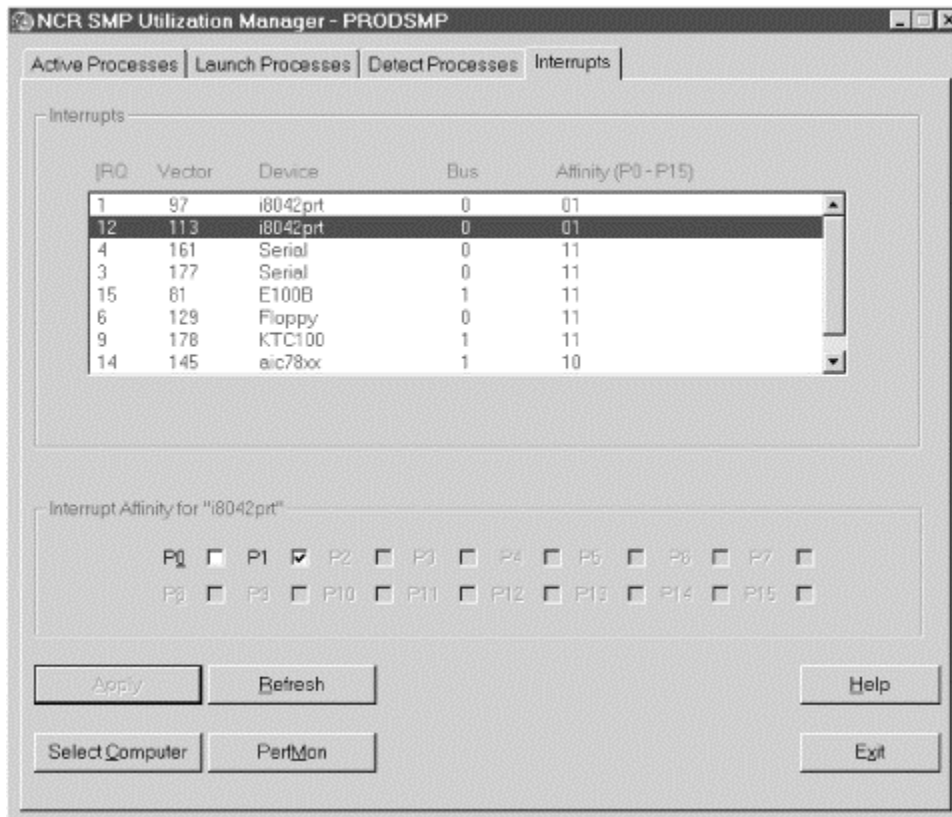 NCR SMP Utilization Manager - PRODSMP
Active Processes Launch Processes Detect Processes Interrupts
Interrupts
IRQ Vector Device Bus Affinity (P0 - P15)
1 97 i8042prt 0 01
12 113 i8042prt 0 01
4 161 Serial 0 11
3 177 Serial 0 11
15 81 E100B 1 11
6 129 Floppy 0 11
9 178 KTC100 1 11
14 145 aic78xx 1 10
Interrupt Affinity for "i8042prt"
P0 P1 P2 P3 P4 P5 P6 P7
P8 P9 P10 P11 P12 P13 P14 P15
Apply Refresh Help
Select Computer PerfMon Exit